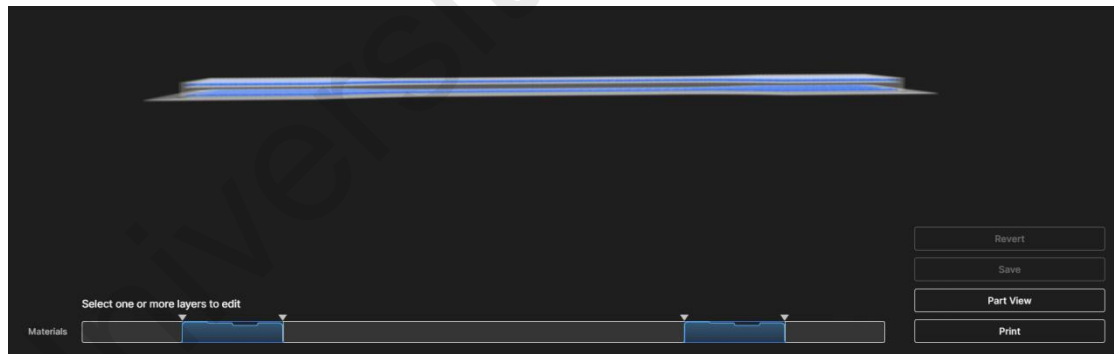 Revert
Save
Select one or more layers to edit
Part View
Materials
Print